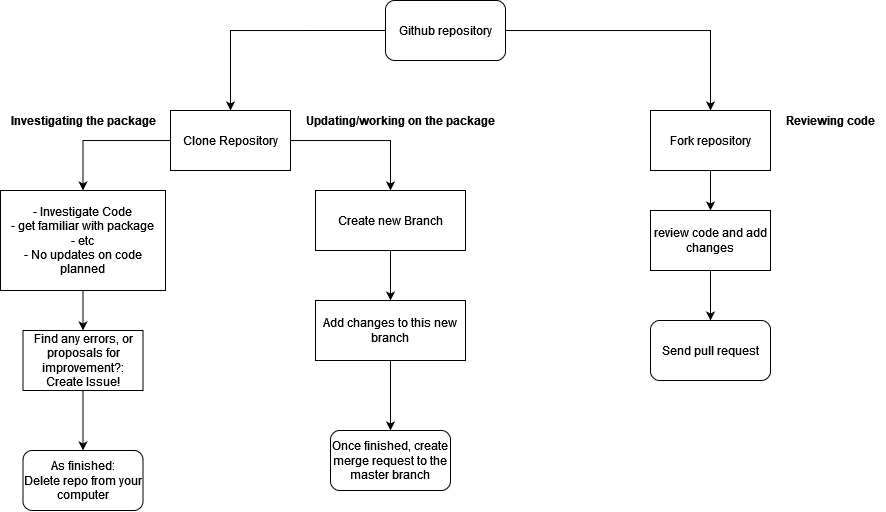 Github repository
Investigating the package
Clone Repository
Updating/working on the package
Fork repository
Reviewing code
- Investigate Code
- get familiar with package
- etc
- No updates on code
planned
Create new Branch
review code and add
changes
Find any errors, or
proposals for
improvement?:
Create Issue!
Add changes to this new
branch
Send pull request
As finished:
Delete repo from your
computer
Once finished, create
merge request to the
master branch